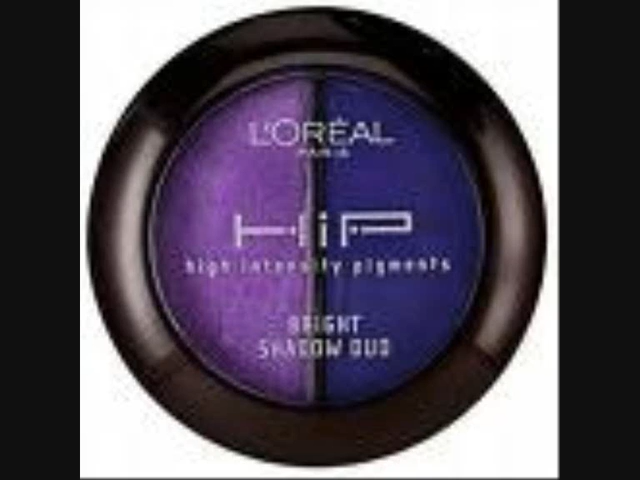 L'ORÉAL
PARIS
HiP
high intensity pigments
BRIGHT
SHADOW DUO